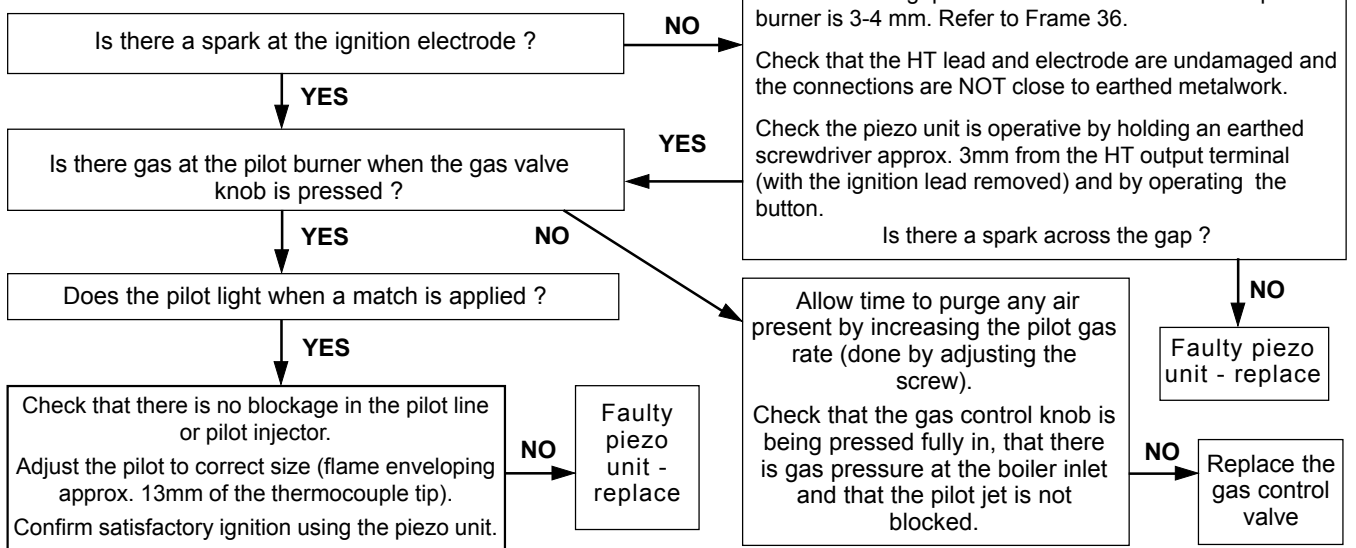 burner is 3-4 mm. Refer to Frame 36.
Is there a spark at the ignition electrode ?
NO
Check that the HT lead and electrode are undamaged and
the connections are NOT close to earthed metalwork.
YES
Check the piezo unit is operative by holding an earthed
screwdriver approx. 3mm from the HT output terminal
(with the ignition lead removed) and by operating the
button.
Is there a spark across the gap ?
YES
Is there gas at the pilot burner when the gas valve
knob is pressed ?
YES
NO
NO
Does the pilot light when a match is applied ?
Allow time to purge any air
present by increasing the pilot gas
rate (done by adjusting the
screw).
Check that the gas control knob is
being pressed fully in, that there
is gas pressure at the boiler inlet
and that the pilot jet is not
blocked.
Faulty piezo
unit - replace
YES
Check that there is no blockage in the pilot line
or pilot injector.
Adjust the pilot to correct size (flame enveloping
approx. 13mm of the thermocouple tip).
Confirm satisfactory ignition using the piezo unit.
NO
Faulty
piezo
unit -
replace
NO
Replace the
gas control
valve